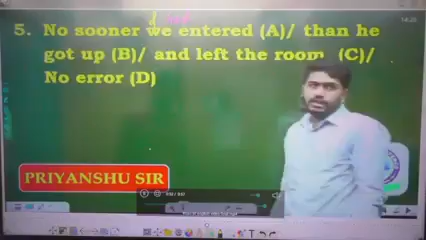 5. No sooner we entered (A)/ than he
got up (B)/ and left the room (C)/
No error (D)
PRIYANSHU SIR